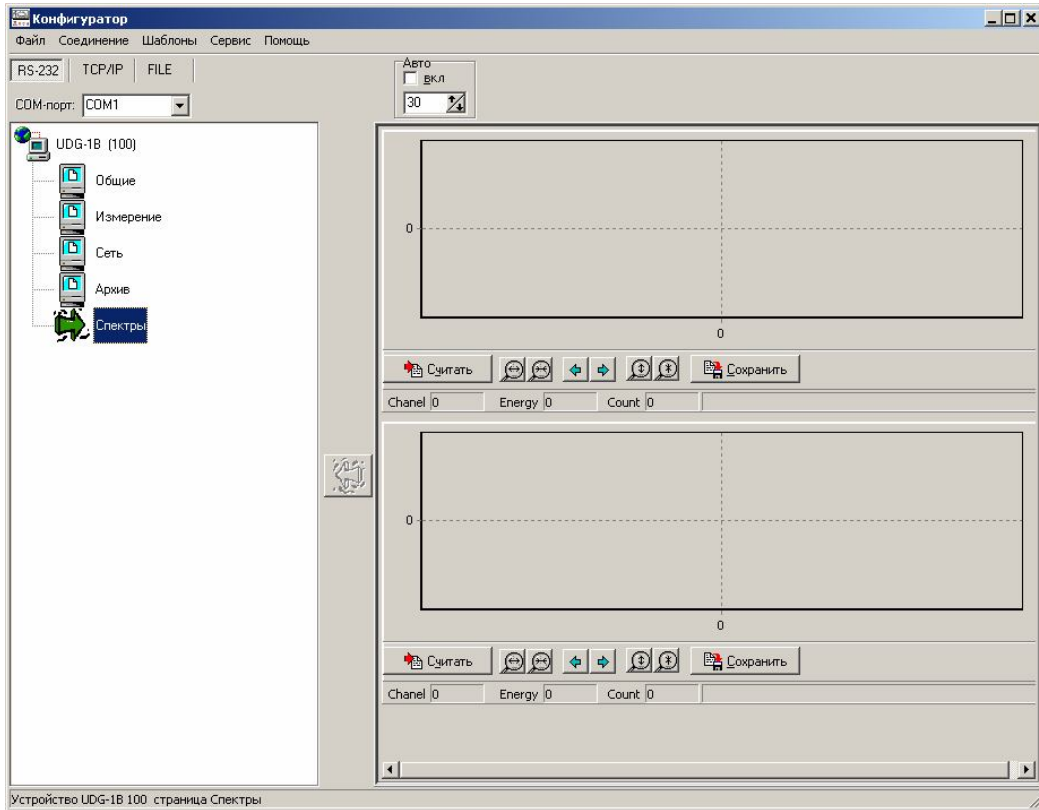 Конфигуратор
Файл Соединение Шаблоны Сервис Помощь
RS-232 TCP/IP FILE
Авто
вкл
COM-порт: COM1
30
UDG-1B (100)
Общие
Измерение
Сеть
Архив
Спектры
0
0
Считать Сохранить
Chanel 0 Energy 0 Count 0
0
0
Считать Сохранить
Chanel 0 Energy 0 Count 0
Устройство UDG-1B 100 страница Спектры